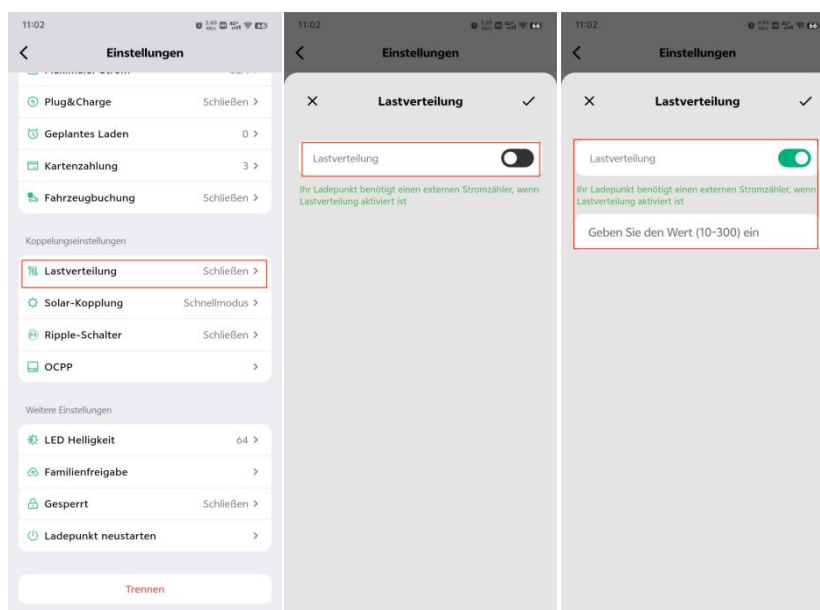 11:02
Einstellungen
Plug&Charge Schließen >
Geplantes Laden 0 >
Kartenzahlung 3 >
Fahrzeugbuchung Schließen >
Koppelungseinstellungen
Lastverteilung Schließen >
Solar-Kopplung Schnellmodus >
Ripple-Schalter Schließen >
OCPP >
Weitere Einstellungen
LED Helligkeit 64 >
Familienfreigabe >
Gesperrt Schließen >
Ladepunkt neustarten >
Trennen
11:02
Einstellungen
Lastverteilung
Lastverteilung
Ihr Ladepunkt benötigt einen externen Stromzähler, wenn
Lastverteilung aktiviert ist
11:02
Einstellungen
Lastverteilung
Lastverteilung
Ihr Ladepunkt benötigt einen externen Stromzähler, wenn
Lastverteilung aktiviert ist
Geben Sie den Wert (10-300) ein